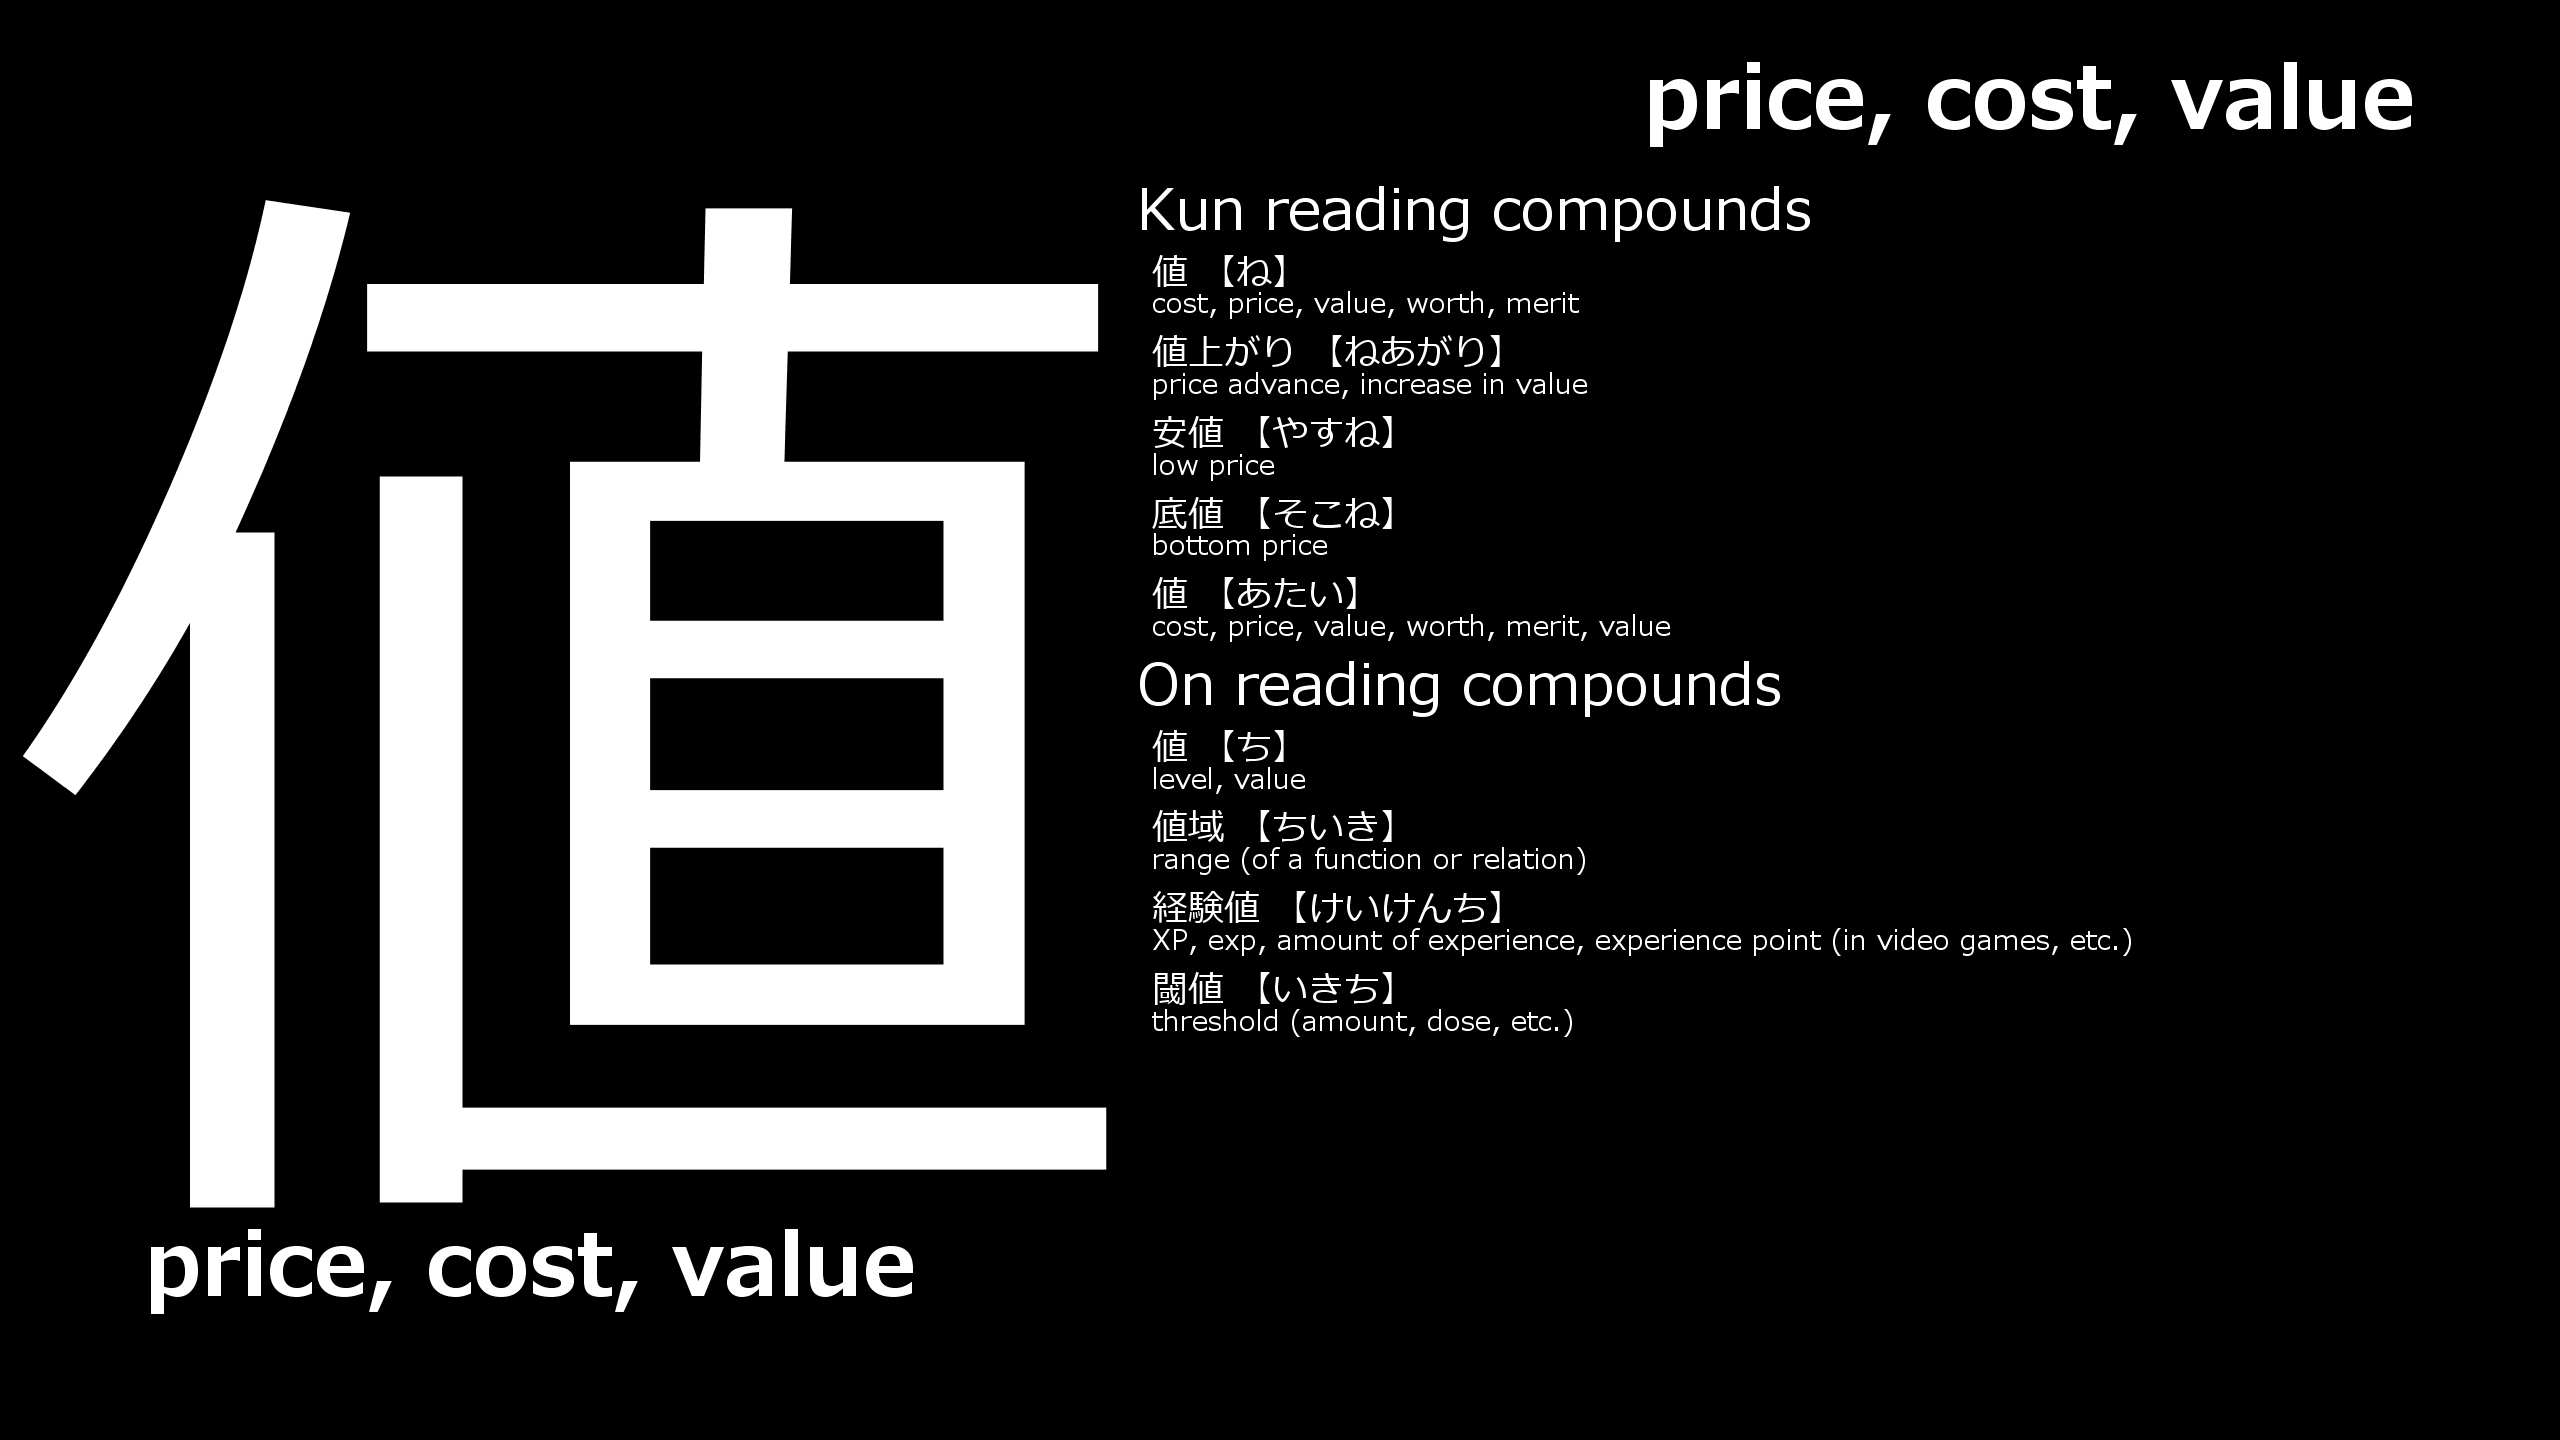 price, cost, value
値
price, cost, value
Kun reading compounds
値 【ね】
cost, price, value, worth, merit
値上がり 【ねあがり】
price advance, increase in value
安値 【やすね】
low price
底値 【そこね】
bottom price
値 【あたい】
cost, price, value, worth, merit, value
On reading compounds
値 【ち】
level, value
値域 【ちいき】
range (of a function or relation)
経験値 【けいけんち】
XP, exp, amount of experience, experience point (in video games, etc.)
閾値 【いきち】
threshold (amount, dose, etc.)